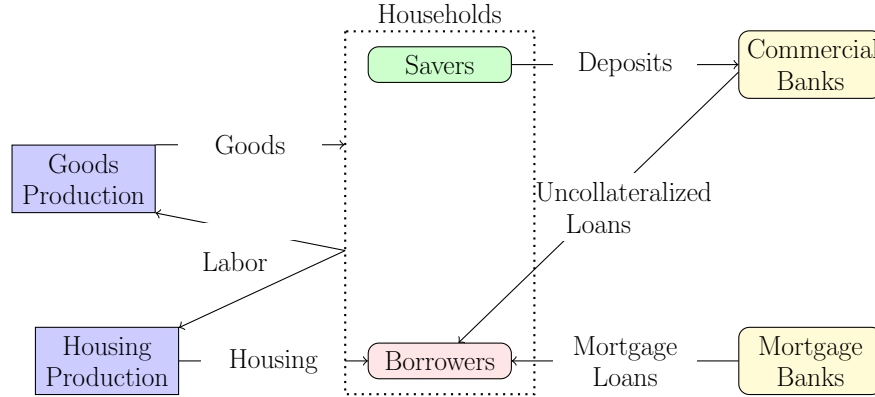 Households
Savers
Deposits
Commercial
Banks
Goods
Production
Goods
Uncollateralized
Loans
Labor
Housing
Production
Housing
Borrowers
Mortgage
Loans
Mortgage
Banks